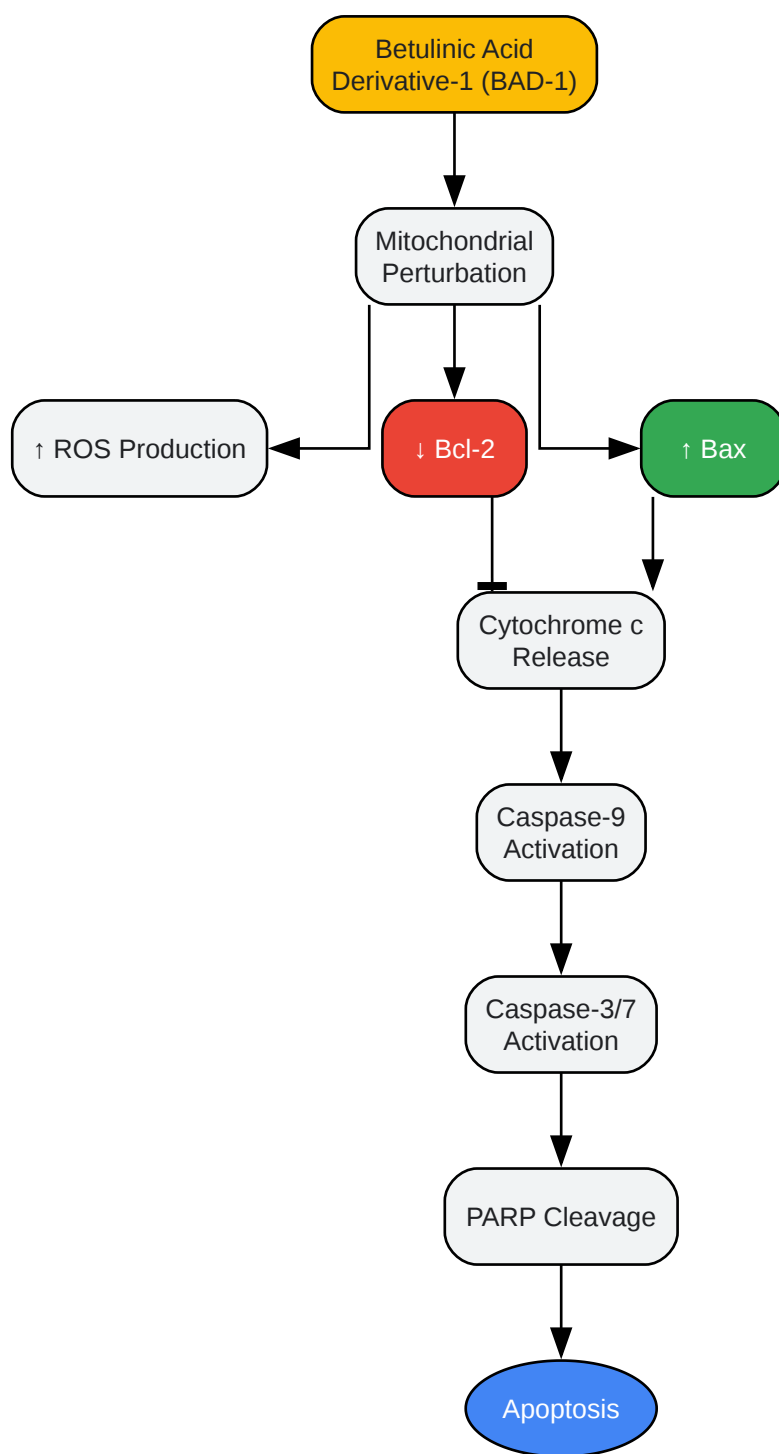 Betulinic Acid
Derivative-1 (BAD-1)
Mitochondrial
Perturbation
↑ ROS Production
↓ Bcl-2
↑ Bax
Cytochrome c
Release
Caspase-9
Activation
Caspase-3/7
Activation
PARP Cleavage
Apoptosis